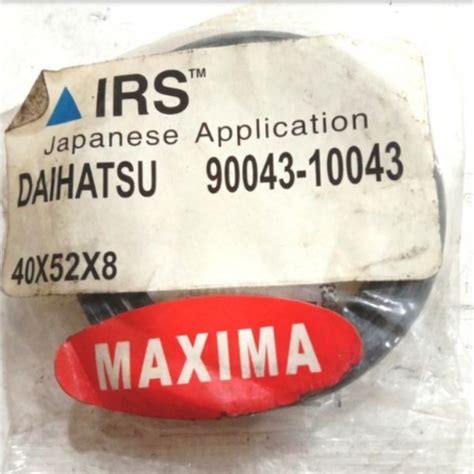 IRS™
Japanese Application
DAIHATSU 90043-10043
40X52X8
MAXIMA